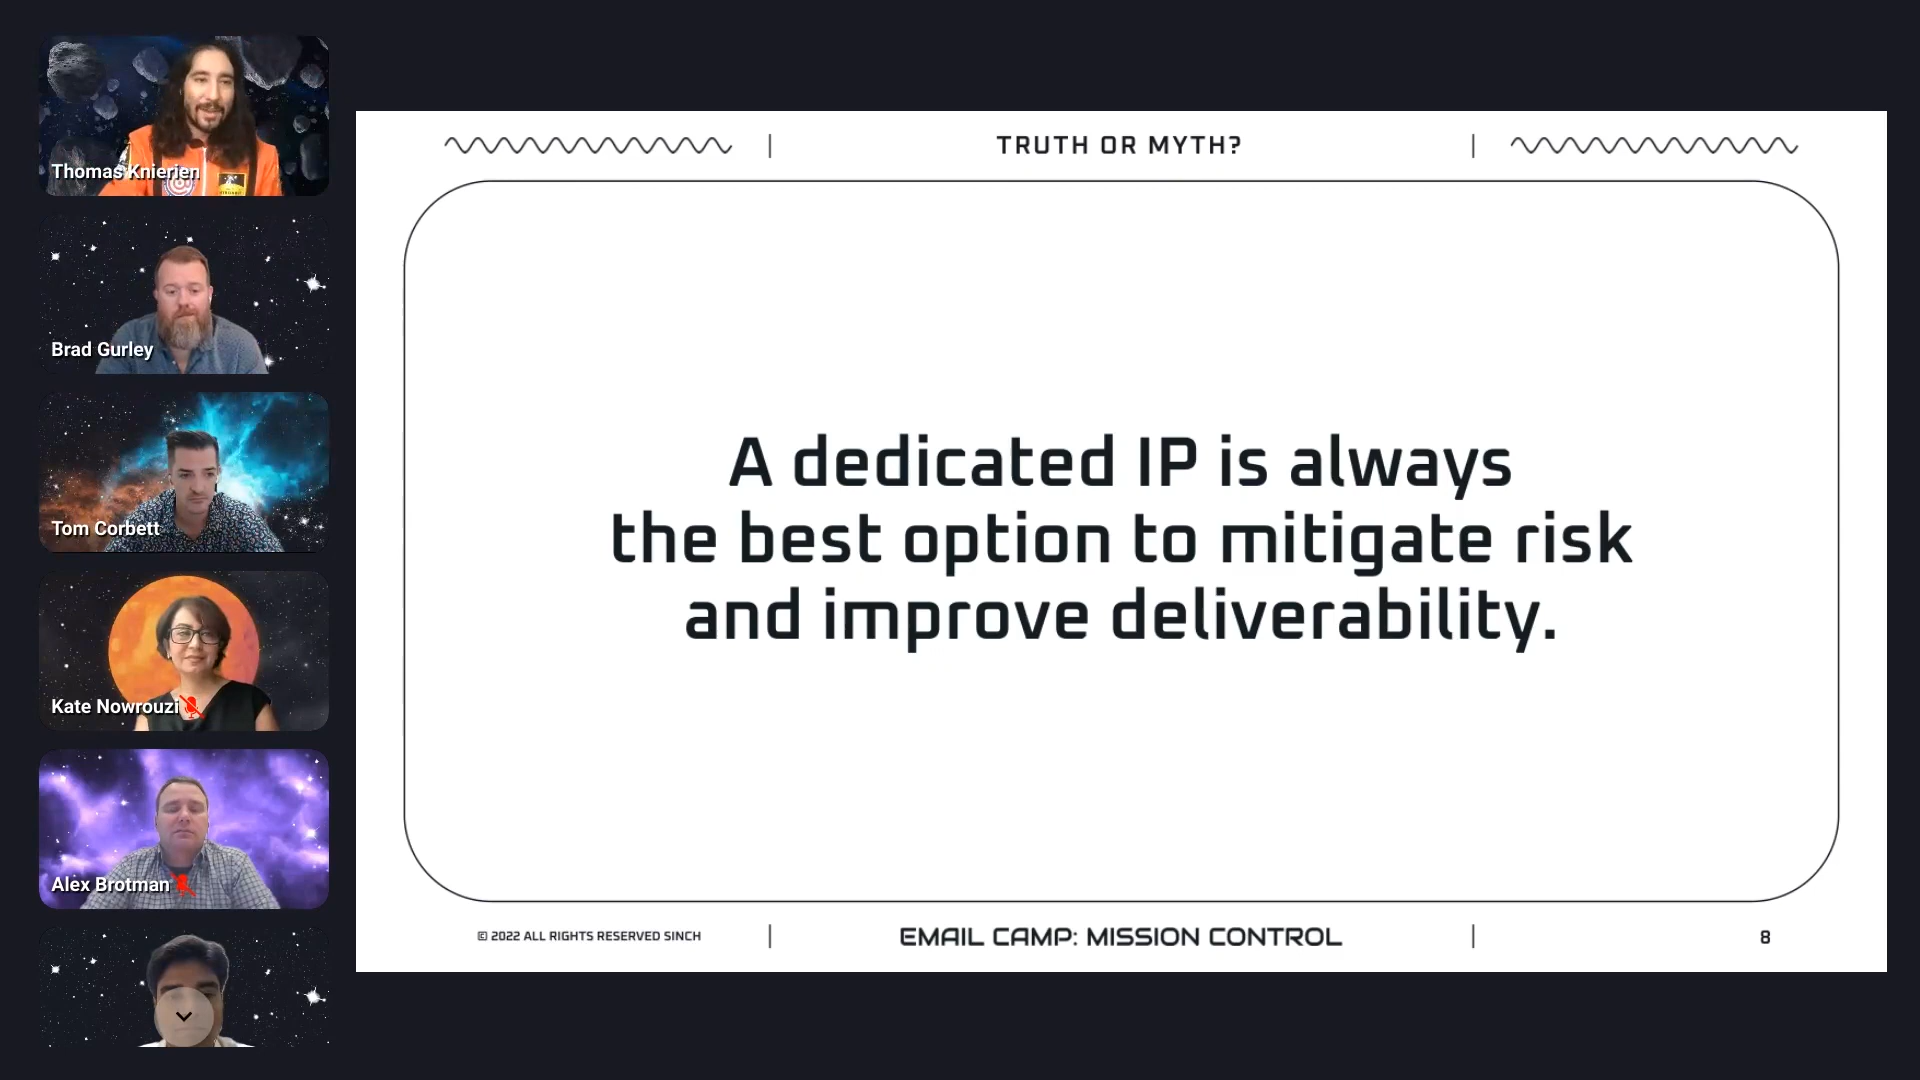 Thomas Knierien
Brad Gurley
Tom Corbett
Kate Nowrouzi
Alex Brotman
TRUTH OR MYTH?
A dedicated IP is always
the best option to mitigate risk
and improve deliverability.
© 2022 ALL RIGHTS RESERVED SINCH
EMAIL CAMP: MISSION CONTROL
8